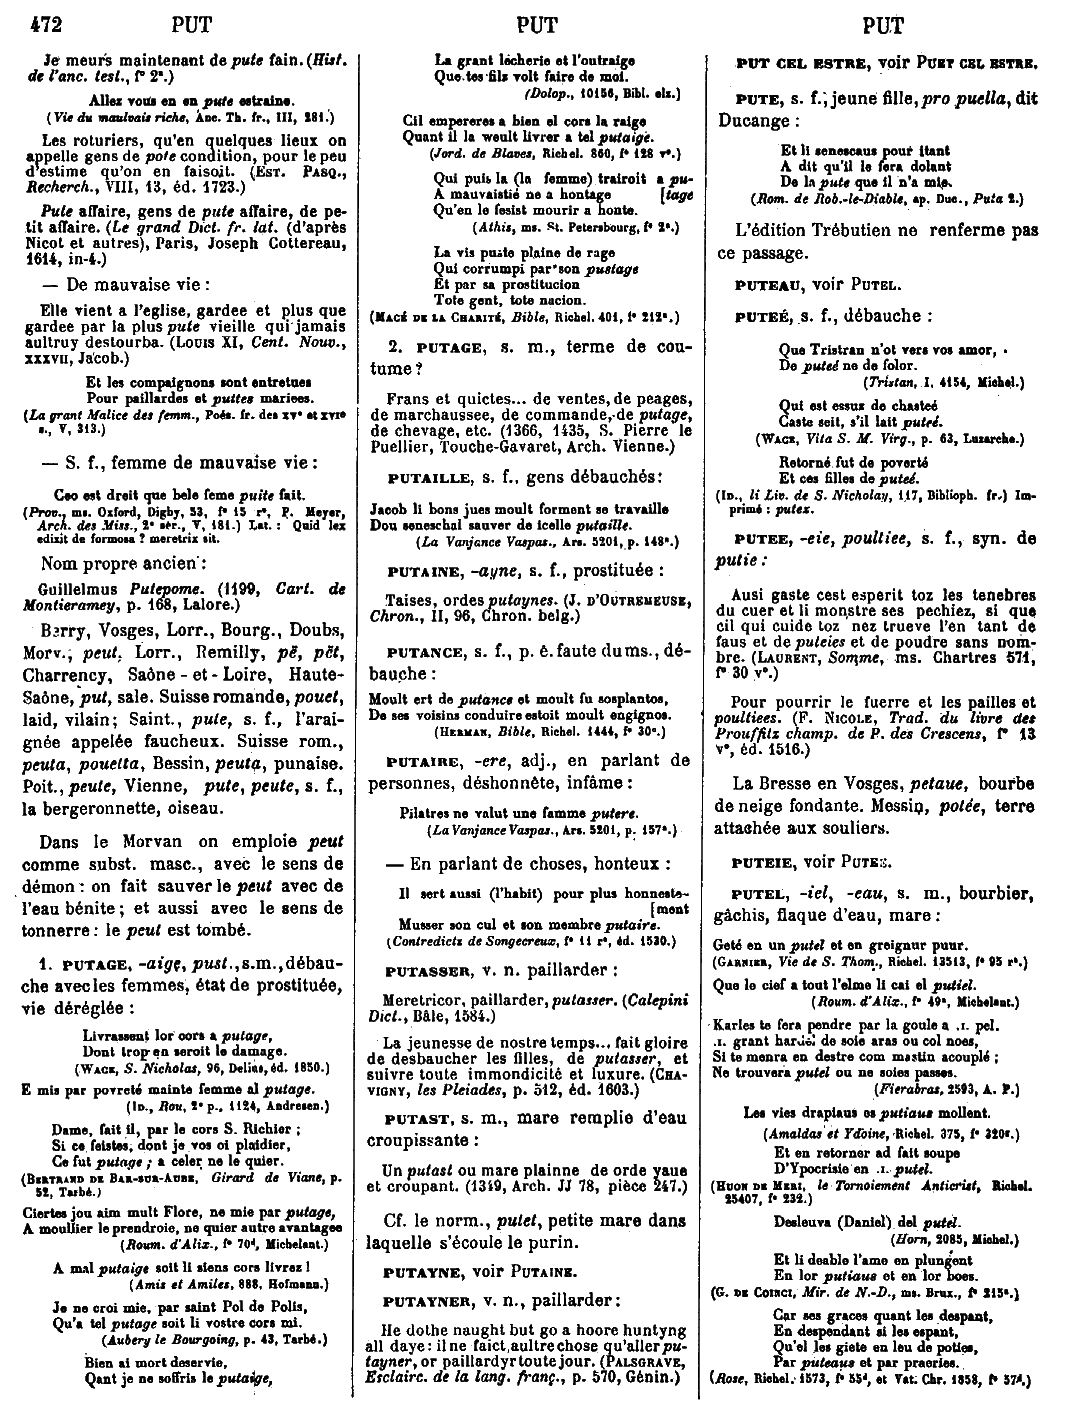 472 PUT PUT PUT
Je meurs maintenant de pute fain. (Hist.
de l'anc. test., f° 2ª.)
Allez vous en en pute estraine.
(Vie du maulvais riche, Anc. Th. fr., III, 281.)
Les roturiers, qu'en quelques lieux on
appelle gens de pote condition, pour le peu
d'estime qu'on en faisoit. (EST. PASQ.,
Recherch., VIII, 13, éd. 1723.)
Pute affaire, gens de pute affaire, de pe-
tit affaire. (Le grand Dict. fr. lat. (d'après
Nicot et autres), Paris, Joseph Cottereau,
1614, in-4.)
— De mauvaise vie :
Elle vient a l'eglise, gardee et plus que
gardee par la plus pute vieille qui jamais
aultruy destourba. (LOUIS XI, Cent. Nouv.,
XXXVII, Jacob.)
Et les compaignons sont entretnes
Pour paillardes et puttes mariees.
(La grant Malice des femm., Poés. fr. des XVe et XVIe
s., V, 313.)
— S. f., femme de mauvaise vie :
Ceo est dreit que bele feme puite fait.
(Prov., ms. Oxford, Digby, 53, f° 15 r°, P. Meyer,
Arch. des Miss., 2e sér., V, 181.) Lat. : Quid lex
edixit de formosa ? meretrix sit.
Nom propre ancien :
Guillelmus Putepome. (1199, Cart. de
Montieramey, p. 168, Lalore.)
Berry, Vosges, Lorr., Bourg., Doubs,
Morv., peut. Lorr., Remilly, pĕ, pĕt,
Charrency, Saône-et-Loire, Haute-
Saône, put, sale. Suisse romande, pouet,
laid, vilain; Saint., pute, s. f., l'arai-
gnée appelée faucheux. Suisse rom.,
peuta, pouetta, Bessin, peuta, punaise.
Poit., peute, Vienne, pute, peute, s. f.,
la bergeronnette, oiseau.
Dans le Morvan on emploie peut
comme subst. masc., avec le sens de
démon : on fait sauver le peut avec de
l'eau bénite ; et aussi avec le sens de
tonnerre : le peut est tombé.
1. PUTAGE, -aige, pust., s. m., débau-
che avec les femmes, état de prostituée,
vie déréglée :
Livrassent lor cors a putage,
Dont trop en seroit le damage.
(WACE, S. Nicholas, 96, Delius, éd. 1850.)
E mis par povreté mainte femme al putage.
(ID., Rou, 2e p., 1124, Andresen.)
Dame, fait il, par le cors S. Richier ;
Si ce feistes, dont je vos oi plaidier,
Ce fut putage ; a celer ne le quier.
(BERTRAND DE BAR-SUR-AUBE, Girard de Viane, p.
52, Tarbé.)
Ciertes jou aim mult Flore, ne mie par putage,
A moullier le prendroie, ne quier autre avantagee
(Roum. d'Alix., f° 70ᵈ, Michelant.)
A mal putaige soit li siens cors livrez !
(Amis et Amiles, 888, Hofmann.)
Je ne croi mie, par saint Pol de Polis,
Qu'a tel putage soit li vostre cors mi.
(Aubery le Bourgoing, p. 43, Tarbé.)
Bien ai mort deservie,
Qant je ne soffris le putaige,
La grant lecherie et l'outraige
Que tes filz volt faire de moi.
(Dolop., 10156, Bibl. elz.)
Cil empereres a bien el cors la raige
Quant il la weult livrer a tel putaige.
(Jord. de Blaves, Richel. 860, f° 128 v°.)
Qui puis la (la femme) trairoit a pu-
A mauvaistié ne a hontage [tage
Qu'en le fesist mourir a honte.
(Athis, ms. St. Petersbourg, f° 2ª.)
La vis puste plaine de rage
Qui corrumpi par son pustage
Et par sa prostitucion
Tote gent, tote nacion.
(MACÉ DE LA CHARITÉ, Bible, Richel. 401, f° 212ª.)
2. PUTAGE, s. m., terme de cou-
tume ?
Frans et quictes... de ventes, de peages,
de marchaussee, de commande, de putage,
de chevage, etc. (1366, 1435, S. Pierre le
Puellier, Touche-Gavaret, Arch. Vienne.)
PUTAILLE, s. f., gens débauchés :
Jacob li bons jues moult forment se travaille
Dou seneschal sauver de icelle putaille.
(La Vanjance Vaspas., Ars. 5201, p. 148ª.)
PUTAINE, -ayne, s. f., prostituée :
Taises, ordes putaynes. (J. D'OUTREMEUSE,
Chron., II, 96, Chron. belg.)
PUTANCE, s. f., p. ê. faute du ms., dé-
bauche :
Moult ert de putance et moult fu sosplantos,
De ses voisins conduire estoit moult engignos.
(HERMAN, Bible, Richel. 1444, f° 30ᵃ.)
PUTAIRE, -ere, adj., en parlant de
personnes, déshonnête, infâme :
Pilatres ne valut une famme putere.
(La Vanjance Vaspas., Ars. 5201, p. 157ª.)
— En parlant de choses, honteux :
Il sert aussi (l'habit) pour plus honneste-
[ment
Musser son cul et son membre putaire.
(Contredictz de Songecreux, f° 11 r°, éd. 1530.)
PUTASSER, v. n. paillarder :
Meretricor, paillarder, putasser. (Calepini
Dict., Bâle, 1584.)
La jeunesse de nostre temps... fait gloire
de desbaucher les filles, de putasser, et
suivre toute immondicité et luxure. (CHA-
VIGNY, les Pleiades, p. 512, éd. 1603.)
PUTAST, s. m., mare remplie d'eau
croupissante :
Un putast ou mare plainne de orde yaue
et croupant. (1349, Arch. JJ 78, pièce 247.)
Cf. le norm., putet, petite mare dans
laquelle s'écoule le purin.
PUTAYNE, voir PUTAINE.
PUTAYNER, v. n., paillarder :
He dothe naught but go a hoore huntyng
all daye : il ne faict aultre chose qu'aller pu-
tayner, or paillardyr toute jour. (PALSGRAVE,
Esclairc. de la lang. franç., p. 570, Génin.)
PUT CEL ESTRE, voir PUET CEL ESTRE.
PUTE, s. f., jeune fille, pro puella, dit
Ducange :
Et li senescaus pour itant
A dit qu'il le fera dolant
De la pute que il n'a mie.
(Rom. de Rob.-le-Diable, ap. Duc., Puta 2.)
L'édition Trébutien ne renferme pas
ce passage.
PUTEAU, voir PUTEL.
PUTEÉ, s. f., débauche :
Que Tristran n'ot vers vos amor,
De puteé ne de folor.
(Tristan, I, 4154, Michel.)
Qui est essuz de chasteé
Caste seit, s'il lait puteé.
(WACE, Vita S. M. Virg., p. 63, Luzarche.)
Retorné fut de poverté
Et ces filles de puteé.
(ID., li Liv. de S. Nicholay, 117, Biblioph. fr.) Im-
primé : putex.
PUTEE, -eie, poultiee, s. f., syn. de
putie :
Ausi gaste cest esperit toz les tenebres
du cuer et li monstre ses pechiez, si que
cil qui cuide toz nez trueve l'en tant de
faus et de puteies et de poudre sans nom-
bre. (LAURENT, Somme, ms. Chartres 571,
f° 30 v°.)
Pour pourrir le fuerre et les pailles et
poultiees. (F. NICOLE, Trad. du livre des
Prouffilz champ. de P. des Crescens, f° 13
v°, éd. 1516.)
La Bresse en Vosges, petaue, bourbe
de neige fondante. Messin, potée, terre
attachée aux souliers.
PUTEIE, voir PUTEE.
PUTEL, -iel, -eau, s. m., bourbier,
gâchis, flaque d'eau, mare :
Geté en un putel et en greignur puur.
(GARNIER, Vie de S. Thom., Richel. 13513, f° 95 r°.)
Que le cief a tout l'elme li cai el putiel.
(Roum. d'Alix., f° 49ᵃ, Michelant.)
Karles te fera pendre par la goule a .I. pel.
.I. grant hardel de soie aras ou col noes,
Si te menra en destre com mastin acouplé ;
Ne trouvera putel ou ne soies passes.
(Fierabras, 2593, A. P.)
Les vies drapiaus os putiaus mollent.
(Amaldas et Ydoine, Richel. 375, f° 320ᵉ.)
Et en retorner ad fait soupe
D'Ypocrisie en .I. putel.
(HUON DE MERI, le Tornoiement Anticrist, Richel.
25407, f° 232.)
Desleuva (Daniel) del putel.
(Horn, 2085, Michel.)
Et li deable l'ame en plungent
En lor putiaus et en lor boes.
(G. DE COINCI, Mir. de N.-D., ms. Brux., f° 215ª.)
Car ses graces quant les despant,
En despendant si les espant,
Qu'el les giete en leu de poties,
Par puteaus et par praeries.
(Rose, Richel. 1573, f° 55ᵈ, et Vat. Chr. 1858, f° 57ᵈ.)